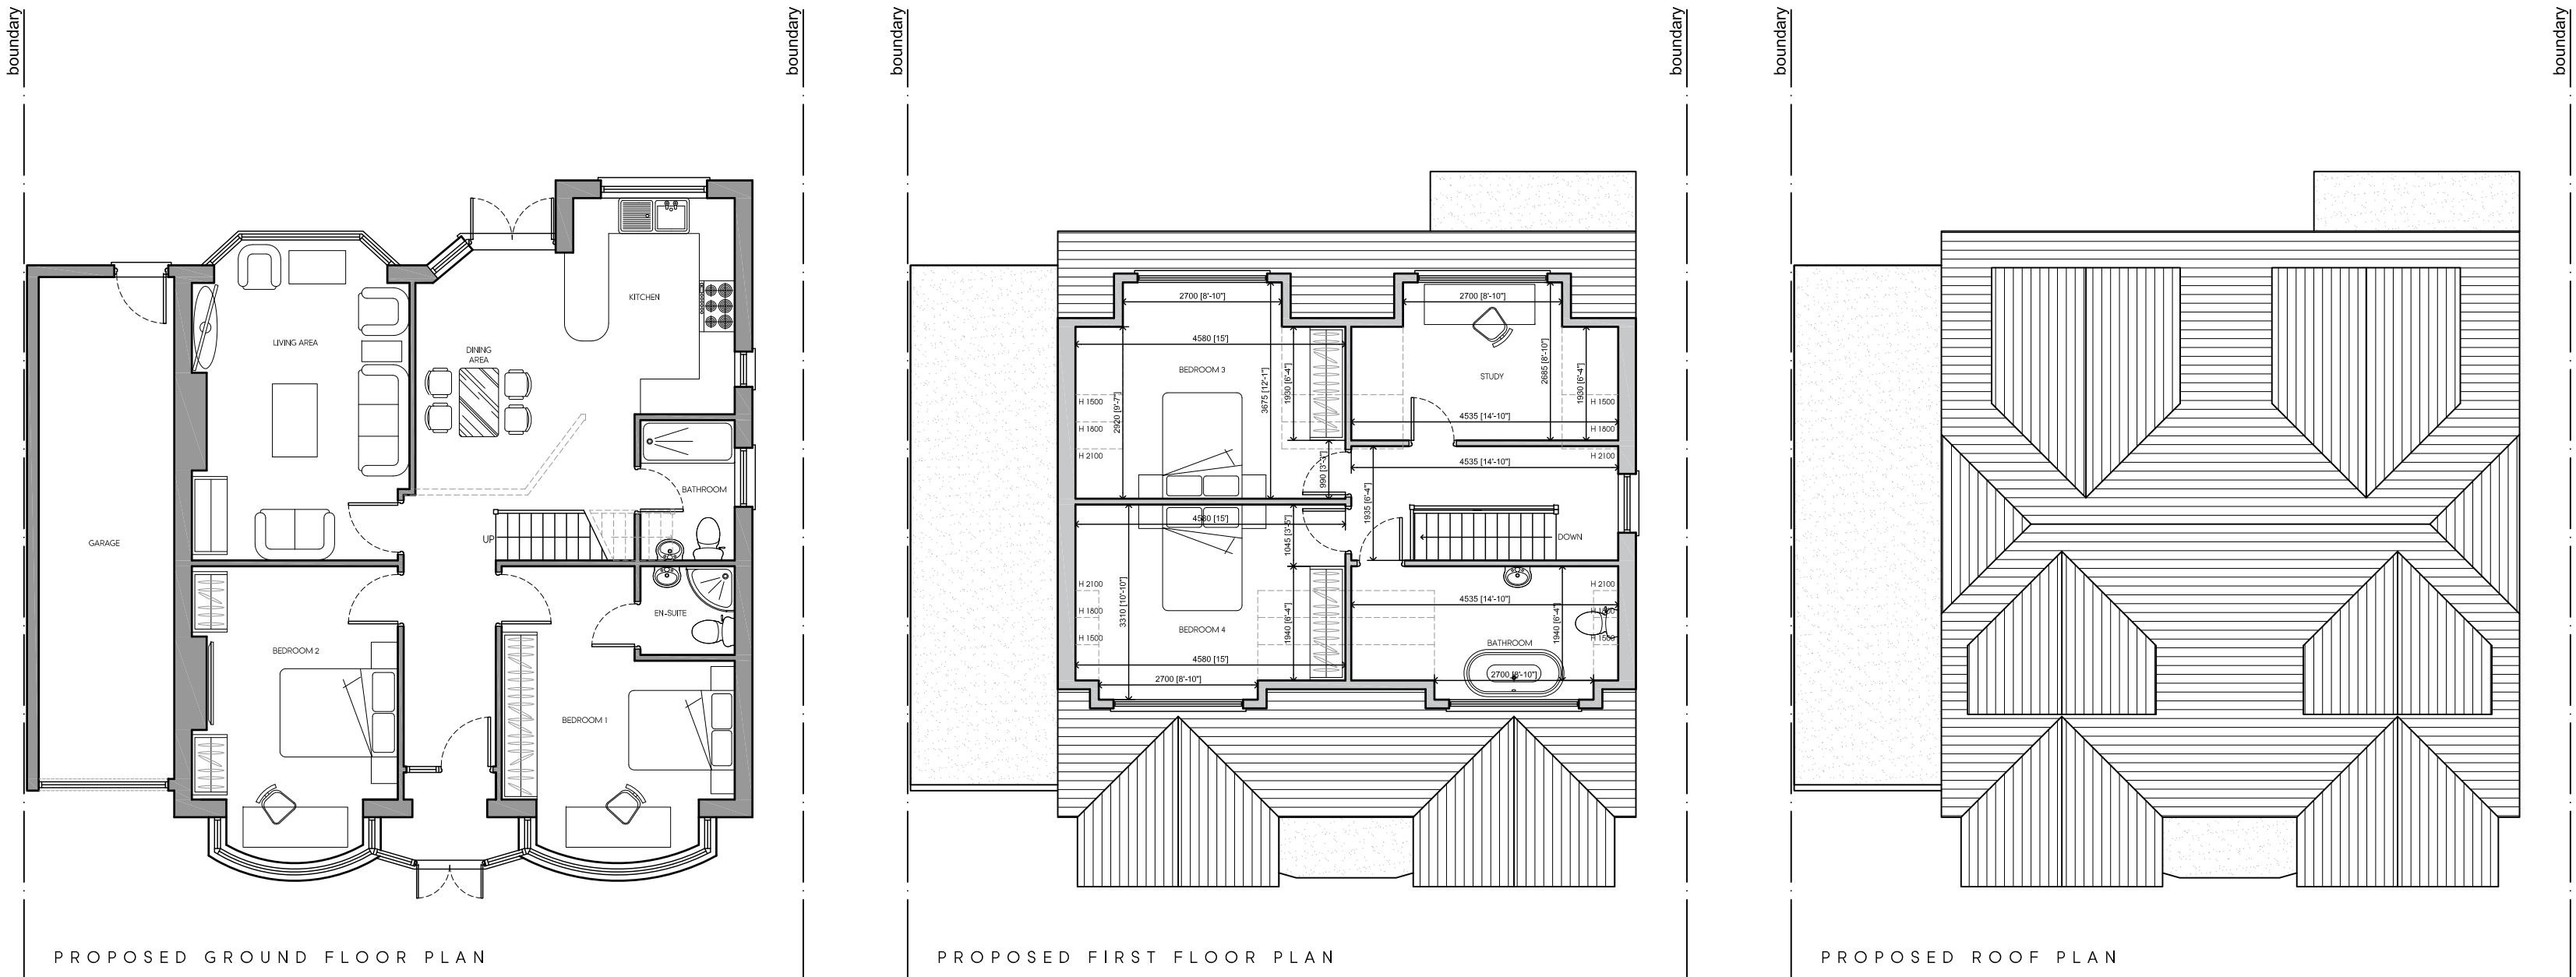 boundary
boundary
boundary
boundary
boundary
boundary
KITCHEN
LIVING AREA
DINING
AREA
BATHROOM
UP
GARAGE
EN-SUITE
BEDROOM 2
BEDROOM 1
PROPOSED GROUND FLOOR PLAN
2700 [8'-10"]
2700 [8'-10"]
4580 [15']
BEDROOM 3
STUDY
2920 [9'-7"]
3675 [12'-1"]
1930 [6'-4"]
2685 [8'-10"]
1930 [6'-4"]
H 1500
H 1500
4535 [14'-10"]
H 1800
H 1800
H 2100
H 2100
4535 [14'-10"]
990 [3'-3"]
1935 [6'-4"]
4580 [15']
1045 [3'-5"]
DOWN
H 2100
H 2100
4535 [14'-10"]
3310 [10'-10"]
H 1800
H 1800
1940 [6'-4"]
1940 [6'-4"]
BEDROOM 4
H 1500
H 1500
BATHROOM
4580 [15']
2700 [8'-10"]
2700 [8'-10"]
PROPOSED FIRST FLOOR PLAN
PROPOSED ROOF PLAN